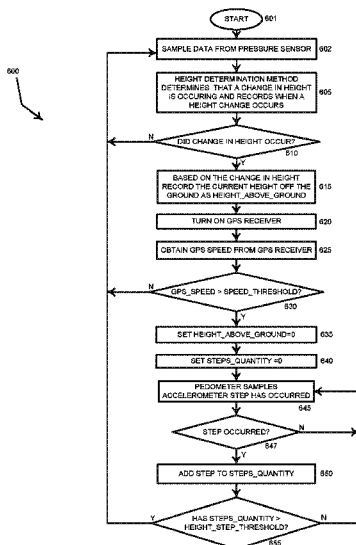 START
601
SAMPLE DATA FROM PRESSURE SENSOR
602
600
HEIGHT DETERMINATION METHOD
DETERMINES THAT A CHANGE IN HEIGHT
IS OCCURING AND RECORDS WHEN A
HEIGHT CHANGE OCCURS
605
N
DID CHANGE IN HEIGHT OCCUR?
610
Y
BASED ON THE CHANGE IN HEIGHT
RECORD THE CURRENT HEIGHT OFF THE
GROUND AS HEIGHT_ABOVE_GROUND
615
TURN ON GPS RECEIVER
620
OBTAIN GPS SPEED FROM GPS RECEIVER
625
N
GPS_SPEED > SPEED_THRESHOLD?
630
Y
SET HEIGHT_ABOVE_GROUND=0
635
SET STEPS_QUANTITY =0
640
PEDOMETER SAMPLES
ACCELEROMETER STEP HAS OCCURRED
645
STEP OCCURRED?
N
647
Y
ADD STEP TO STEPS_QUANTITY
650
Y
HAS STEPS_QUANTITY >
HEIGHT_STEP_THRESHOLD?
N
655